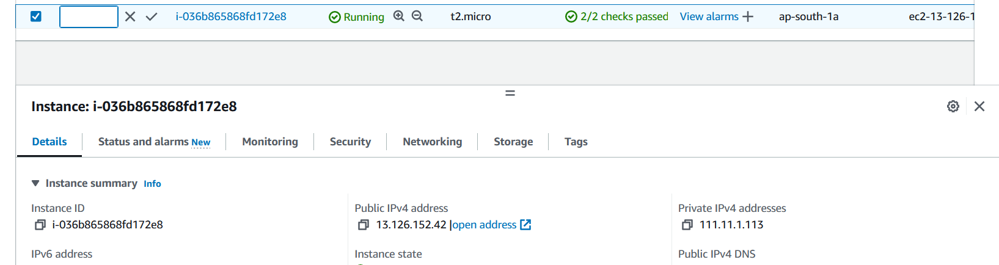 i-036b865868fd172e8 Running t2.micro 2/2 checks passed View alarms + ap-south-1a ec2-13-126-1
Instance: i-036b865868fd172e8
Details Status and alarms New Monitoring Security Networking Storage Tags
Instance summary Info
Instance ID Public IPv4 address Private IPv4 addresses
i-036b865868fd172e8 13.126.152.42 |open address 111.11.1.113
IPv6 address Instance state Public IPv4 DNS